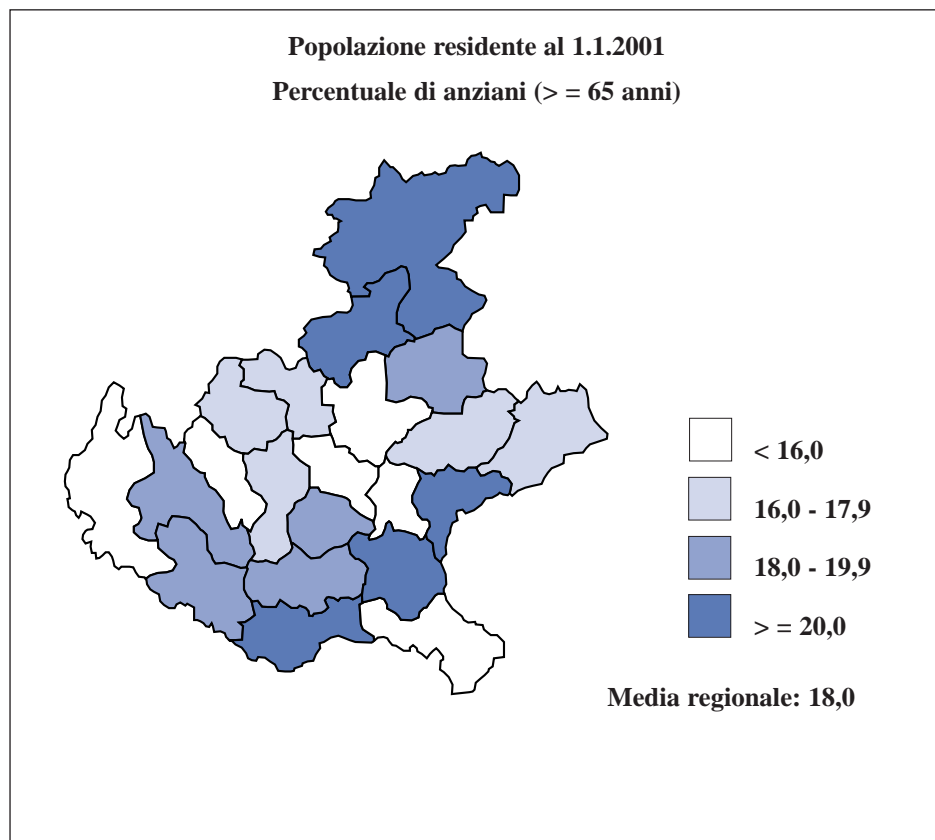 Popolazione residente al 1.1.2001
Percentuale di anziani (> = 65 anni)
< 16,0
16,0 - 17,9
18,0 - 19,9
> = 20,0
Media regionale: 18,0